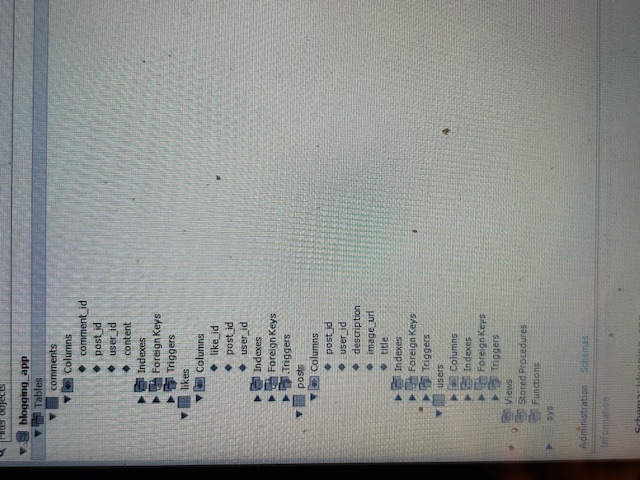 Filter objects
blogging_app
Tables
comments
Columns
comment_id
post_id
user_id
content
Indexes
Foreign Keys
Triggers
likes
Columns
like_id
post_id
user_id
Indexes
Foreign Keys
Triggers
posts
Columns
post_id
user_id
description
image_url
title
Indexes
Foreign Keys
Triggers
users
Columns
Indexes
Foreign Keys
Triggers
Views
Stored Procedures
Functions
sys
Administration Schemas
Information
Schema: blogging_app